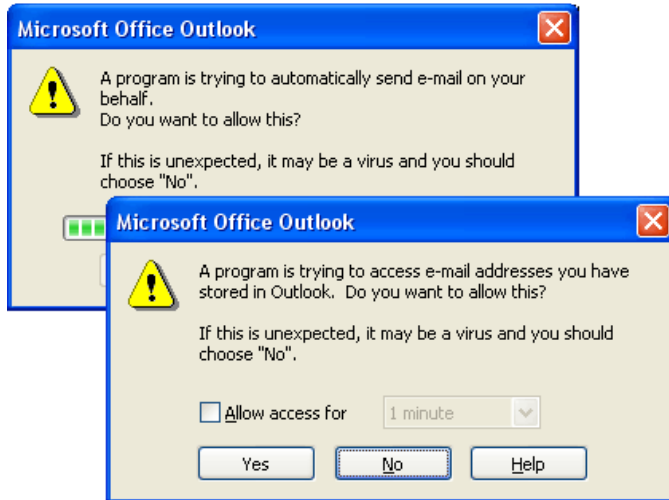 Microsoft Office Outlook
A program is trying to automatically send e-mail on your
behalf.
Do you want to allow this?
If this is unexpected, it may be a virus and you should
choose "No".
Microsoft Office Outlook
A program is trying to access e-mail addresses you have
stored in Outlook. Do you want to allow this?
If this is unexpected, it may be a virus and you should
choose "No".
Allow access for 1 minute
Yes No Help